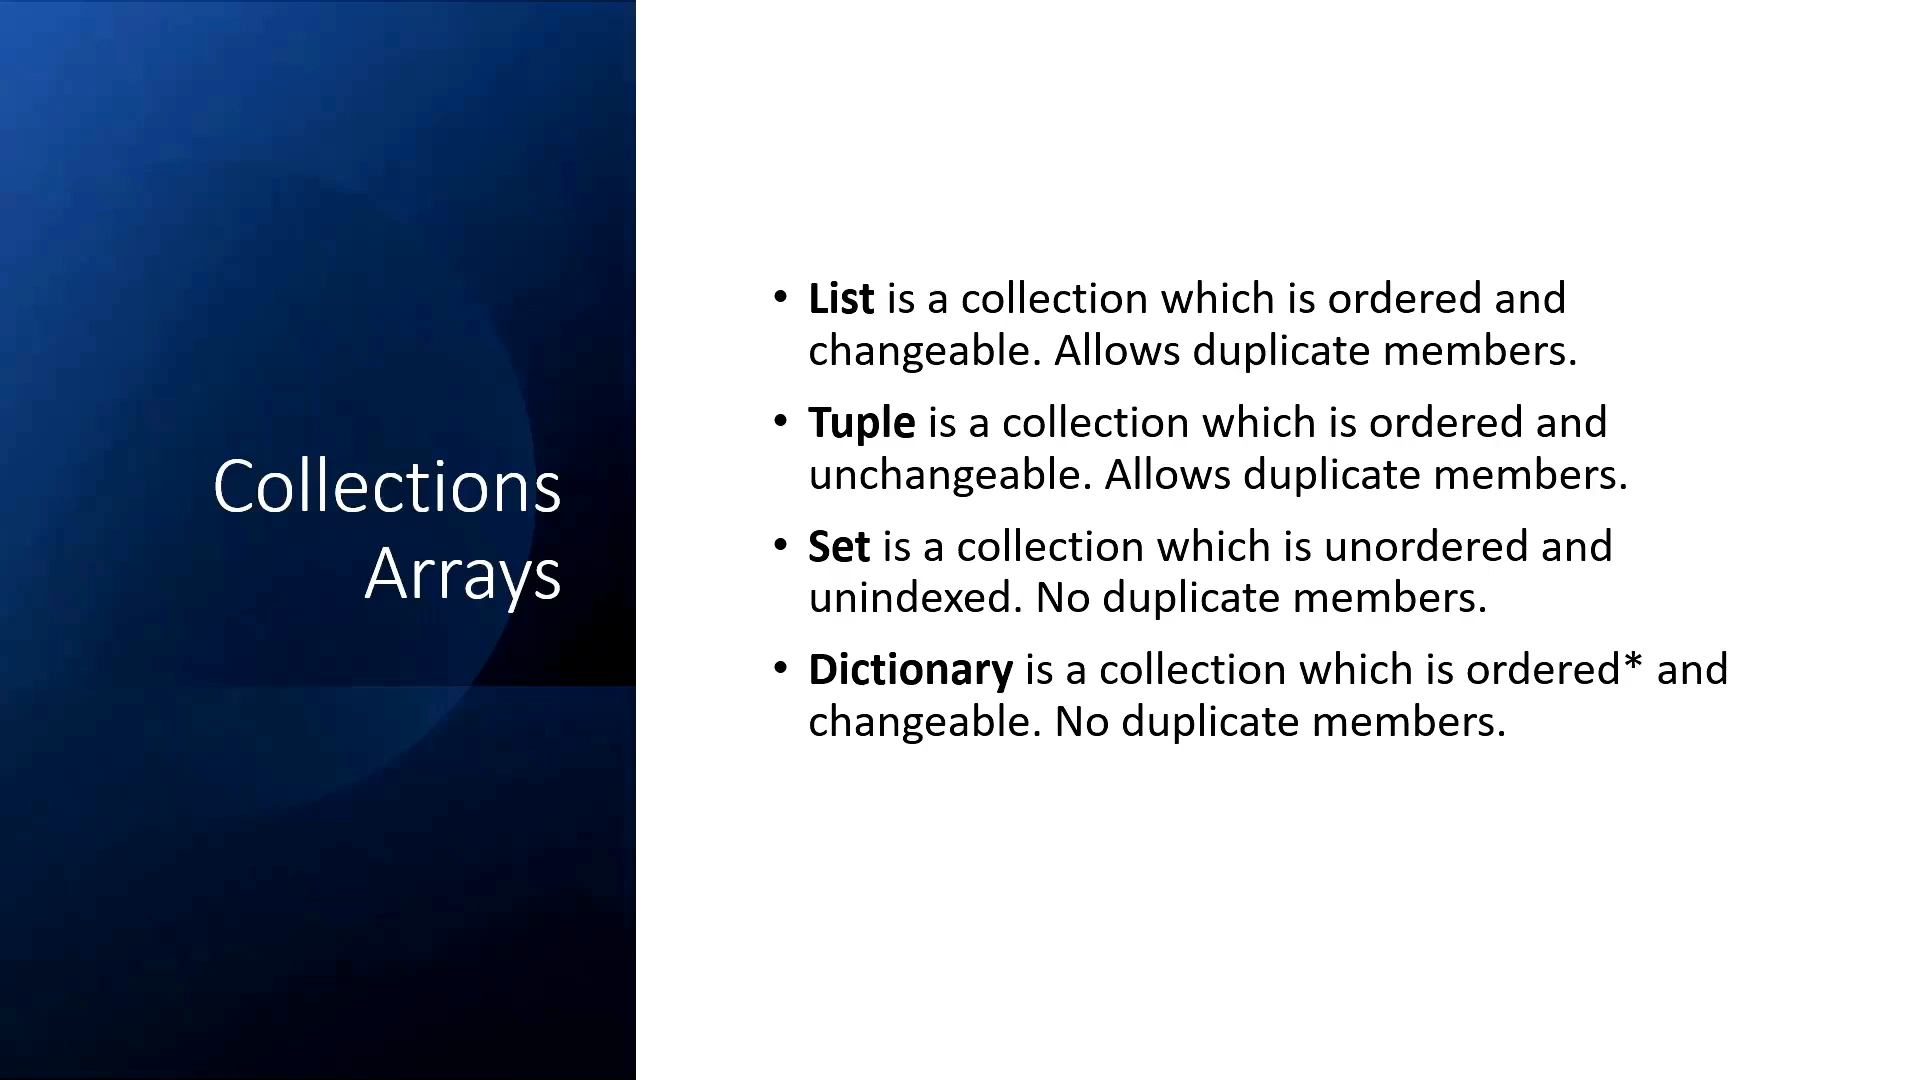 Collections
Arrays
• List is a collection which is ordered and
changeable. Allows duplicate members.
• Tuple is a collection which is ordered and
unchangeable. Allows duplicate members.
• Set is a collection which is unordered and
unindexed. No duplicate members.
• Dictionary is a collection which is ordered* and
changeable. No duplicate members.